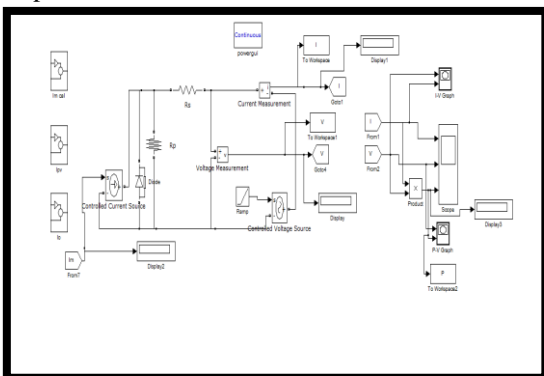 Continuous
powergui
I
To Workspace
Display1
Im cal
Rs
+
-
Current Measurement
I
Goto1
I-V Graph
V
To Workspace1
I
From1
Ipv
Rp
+
-
v
Voltage Measurement
V
Goto4
V
From2
Scope
Diode
Controlled Current Source
Ramp
X
Product
Io
Controlled Voltage Source
Display
Display3
Im
From7
Display2
P-V Graph
P
To Workspace2